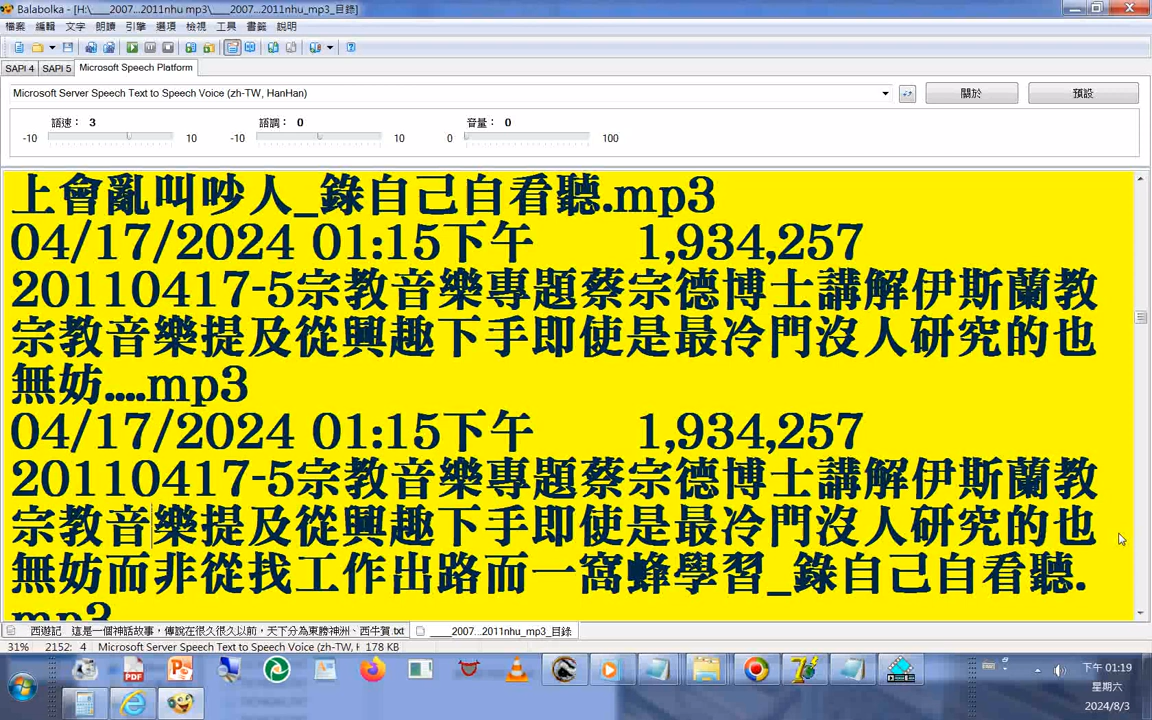 Balabolka - [H:\____2007...2011nhu mp3\____2007...2011nhu_mp3_目錄]
檔案 編輯 文字 朗讀 引擎 選項 檢視 工具 書籤 說明
SAPI 4 SAPI 5 Microsoft Speech Platform
Microsoft Server Speech Text to Speech Voice (zh-TW, HanHan) 關於 預設
語速: 3 語調: 0 音量: 0
-10 10 -10 10 0 100
上會亂叫吵人_錄自己自看聽.mp3
04/17/2024 01:15下午 1,934,257
20110417-5宗教音樂專題蔡宗德博士講解伊斯蘭教
宗教音樂提及從興趣下手即使是最冷門沒人研究的也
無妨....mp3
04/17/2024 01:15下午 1,934,257
20110417-5宗教音樂專題蔡宗德博士講解伊斯蘭教
宗教音樂提及從興趣下手即使是最冷門沒人研究的也
無妨而非從找工作出路而一窩蜂學習_錄自己自看聽.
mp3
西遊記 這是一個神話故事，傳說在很久很久以前，天下分為東勝神洲、西牛賀.txt ____2007...2011nhu_mp3_目錄
31% 2152: 4 Microsoft Server Speech Text to Speech Voice (zh-TW, H 178 KB
PDF
下午 01:19
星期六
2024/8/3